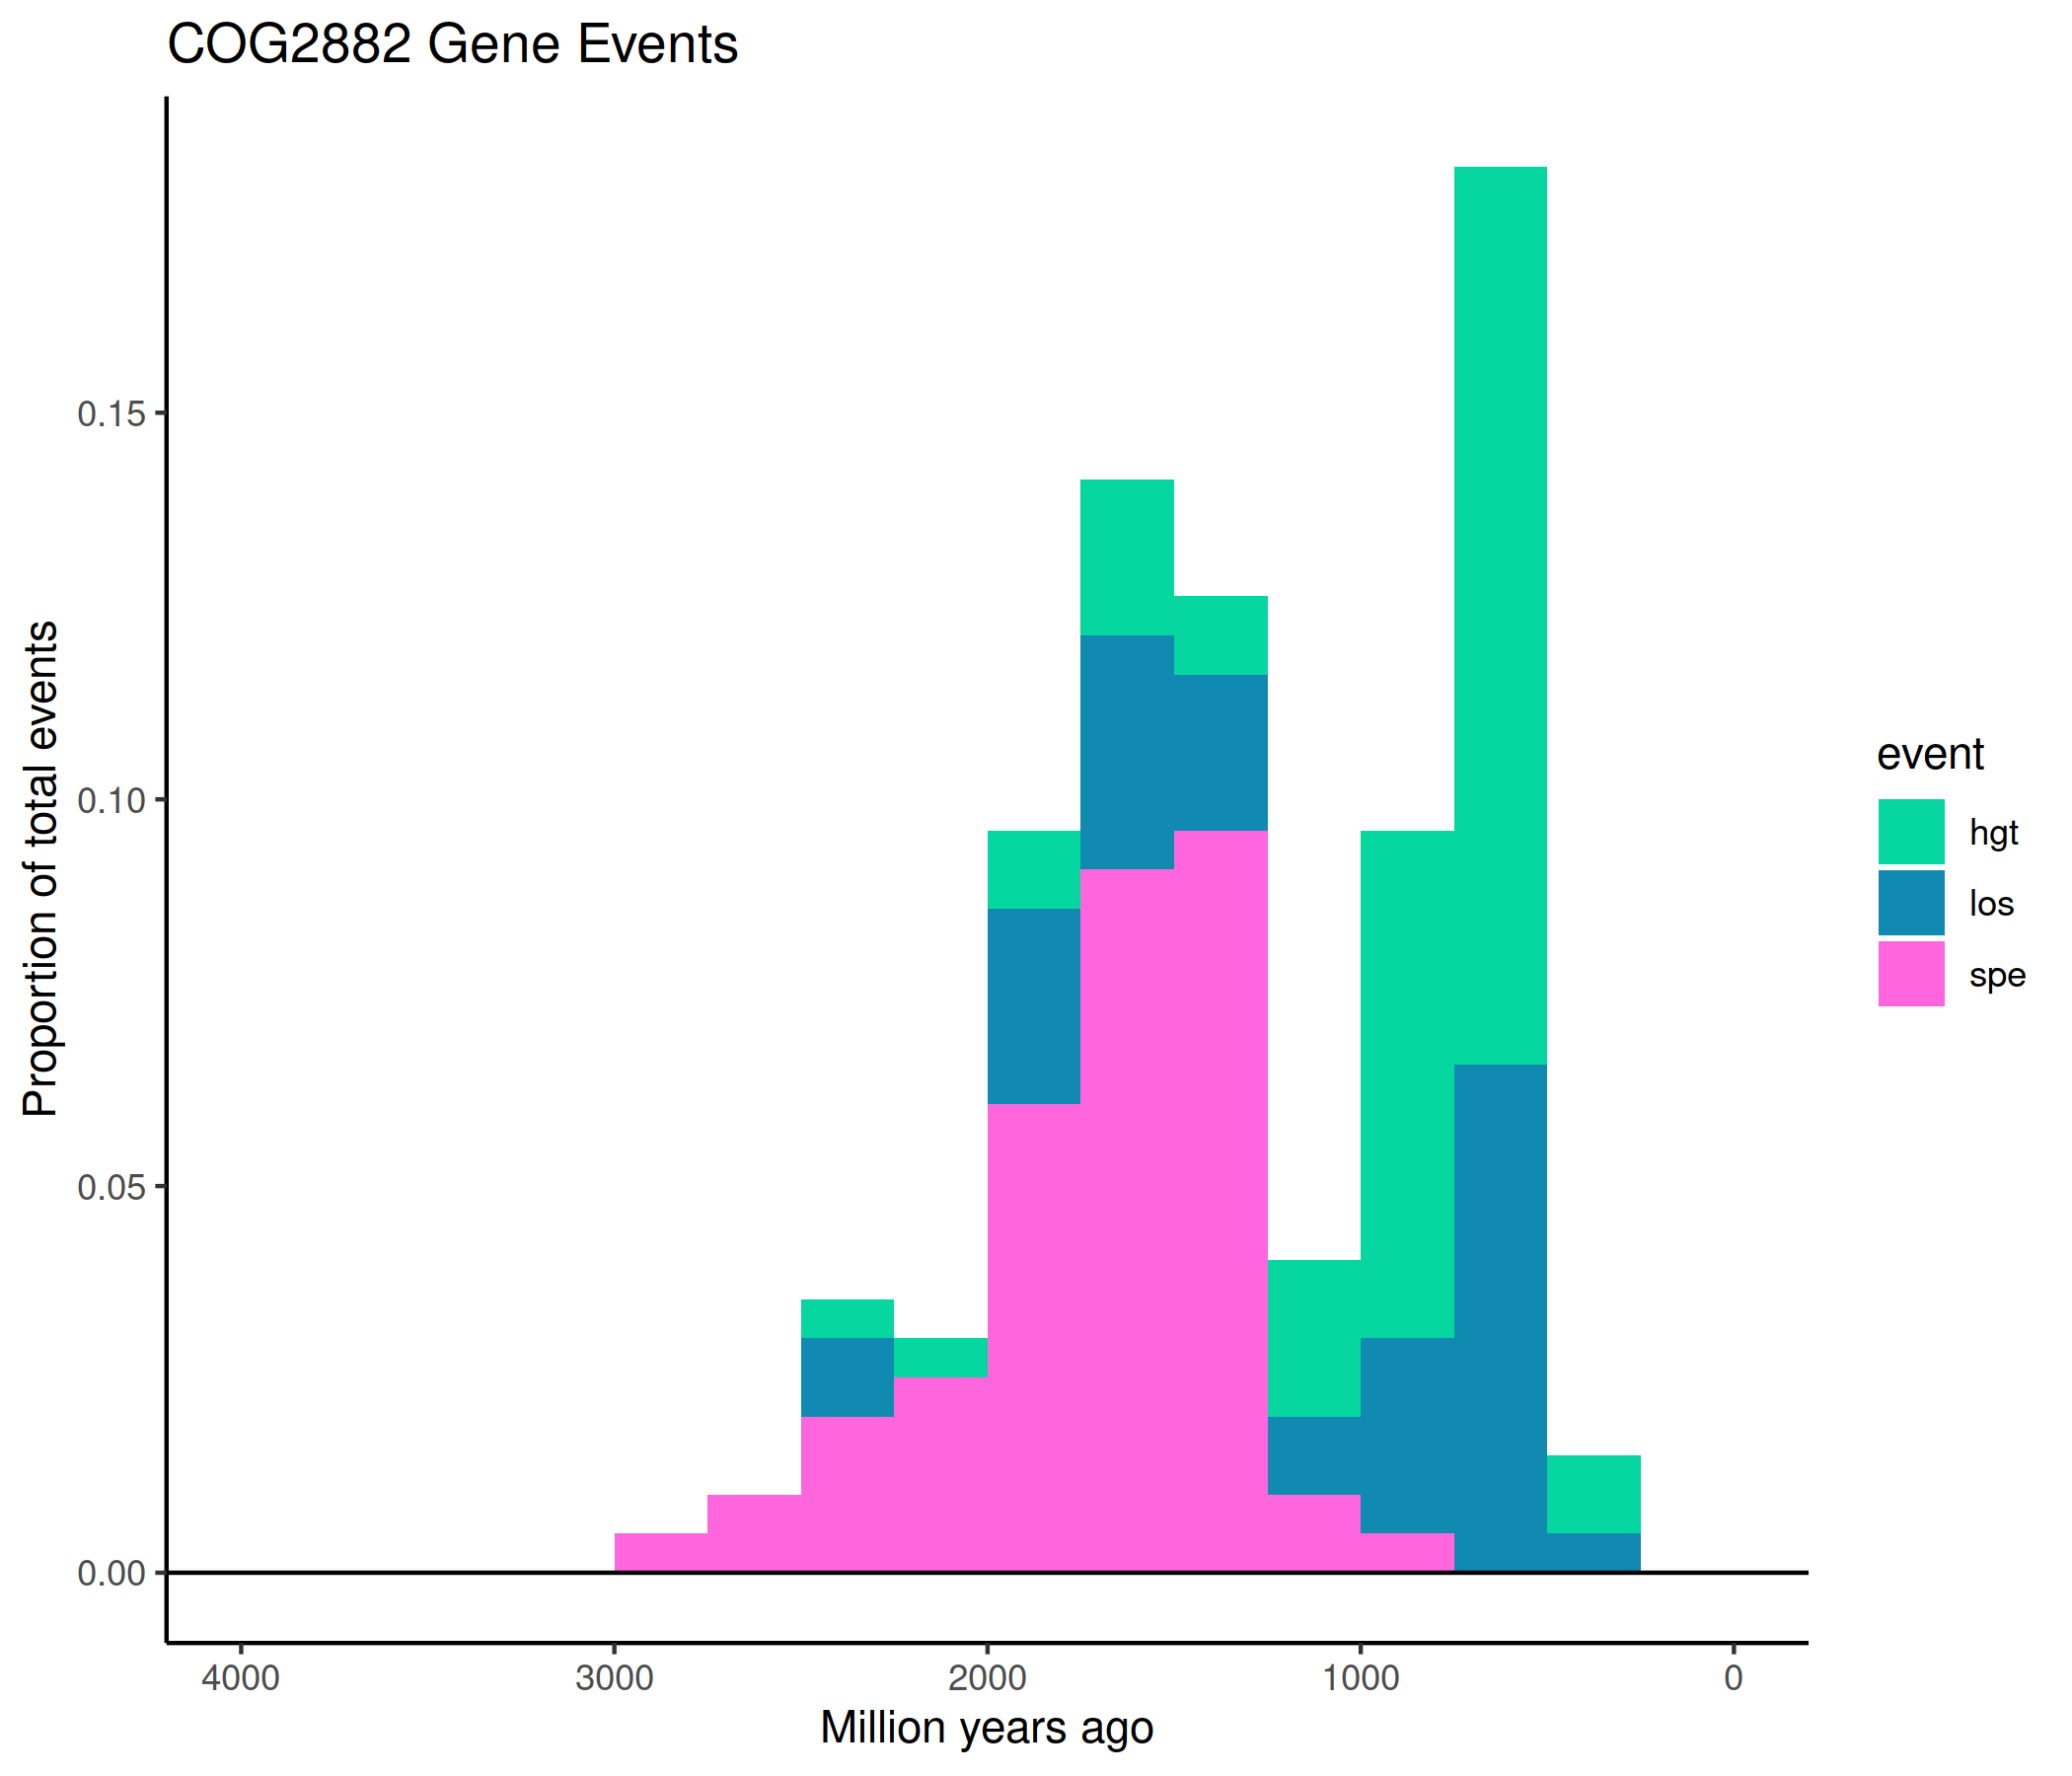 COG2882 Gene Events
Proportion of total events
0.15
0.10
0.05
0.00
4000 3000 2000 1000 0
Million years ago
event
hgt
los
spe